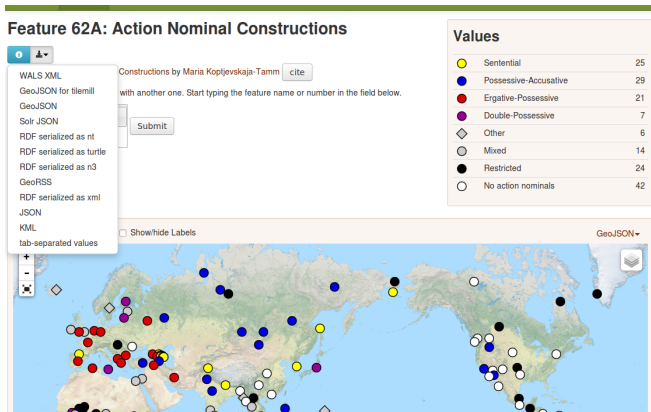 Feature 62A: Action Nominal Constructions
Constructions by Maria Koptjevskaja-Tamm cite
with another one. Start typing the feature name or number in the field below.
Submit
WALS XML
GeoJSON for tilemill
GeoJSON
Solr JSON
RDF serialized as nt
RDF serialized as turtle
RDF serialized as n3
GeoRSS
RDF serialized as xml
JSON
KML
tab-separated values
Values
Sentential 25
Possessive-Accusative 29
Ergative-Possessive 21
Double-Possessive 7
Other 6
Mixed 14
Restricted 24
No action nominals 42
Show/hide Labels
GeoJSON
+
-